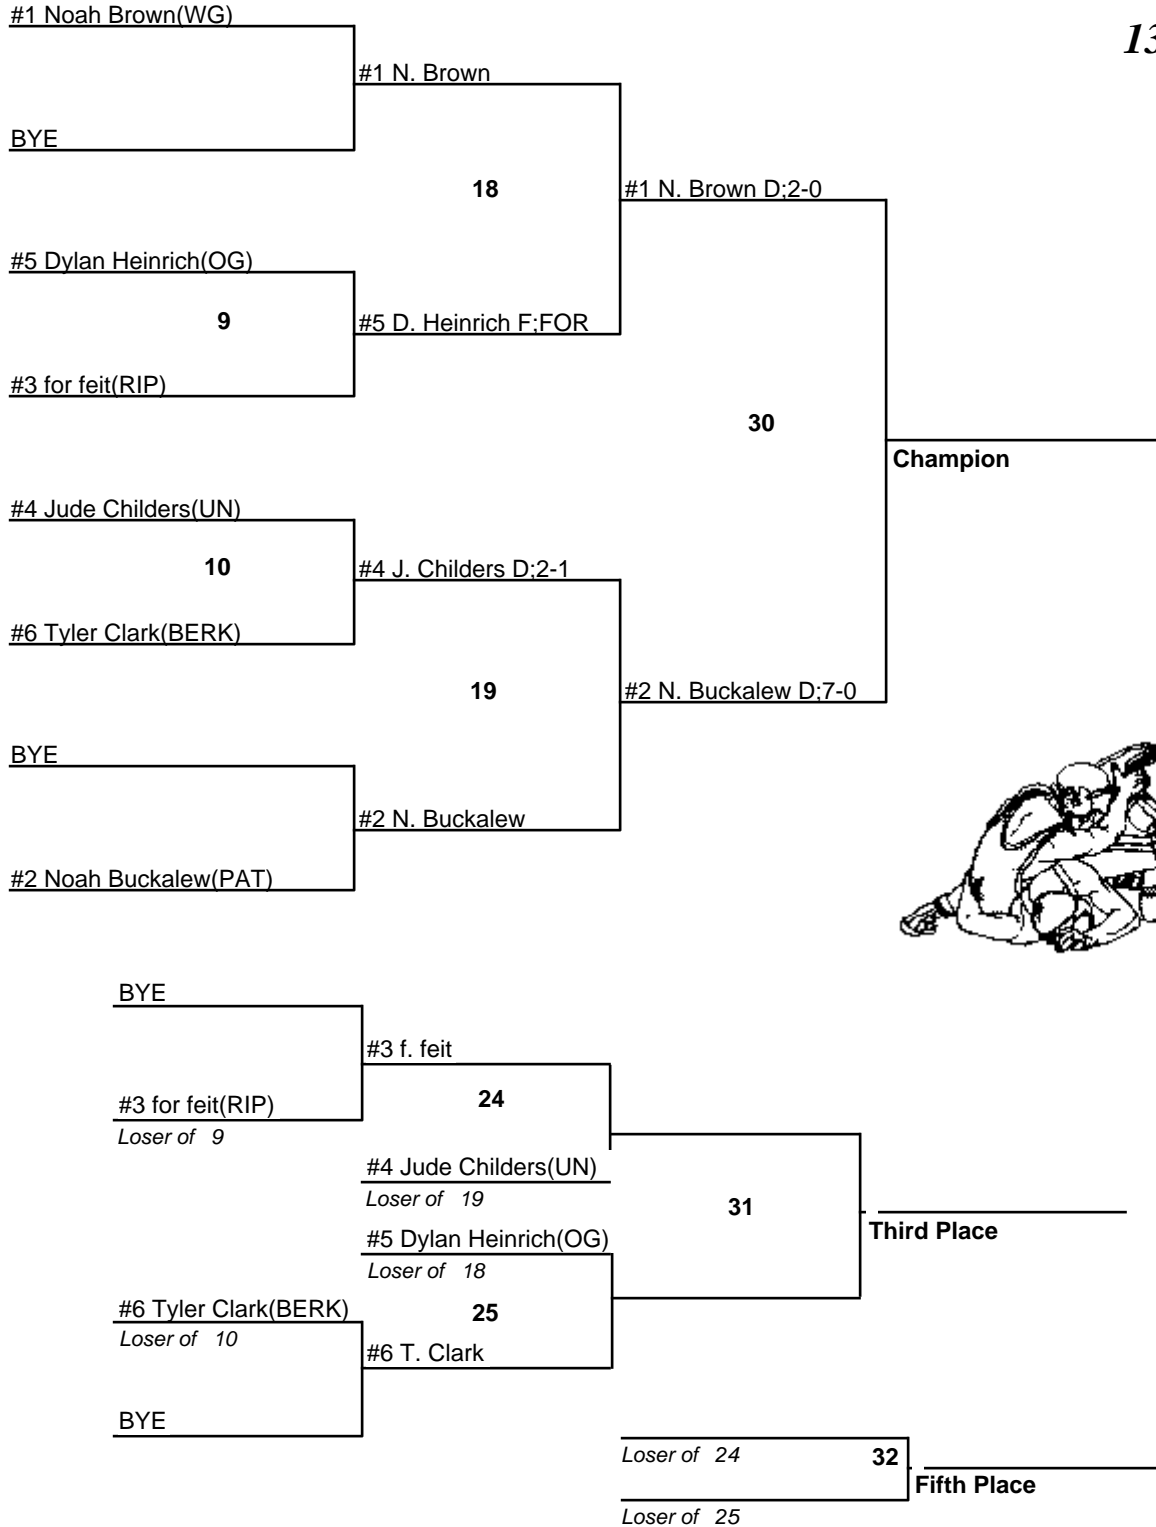 #1 Noah Brown(WG)
13
#1 N. Brown
BYE
18
#1 N. Brown D;2-0
#5 Dylan Heinrich(OG)
9
#5 D. Heinrich F;FOR
#3 for feit(RIP)
30
Champion
#4 Jude Childers(UN)
10
#4 J. Childers D;2-1
#6 Tyler Clark(BERK)
19
#2 N. Buckalew D;7-0
BYE
#2 N. Buckalew
#2 Noah Buckalew(PAT)
BYE
#3 f. feit
#3 for feit(RIP)
24
Loser of 9
#4 Jude Childers(UN)
Loser of 19
31
Third Place
#5 Dylan Heinrich(OG)
Loser of 18
#6 Tyler Clark(BERK)
25
Loser of 10
#6 T. Clark
BYE
Loser of 24
32
Fifth Place
Loser of 25